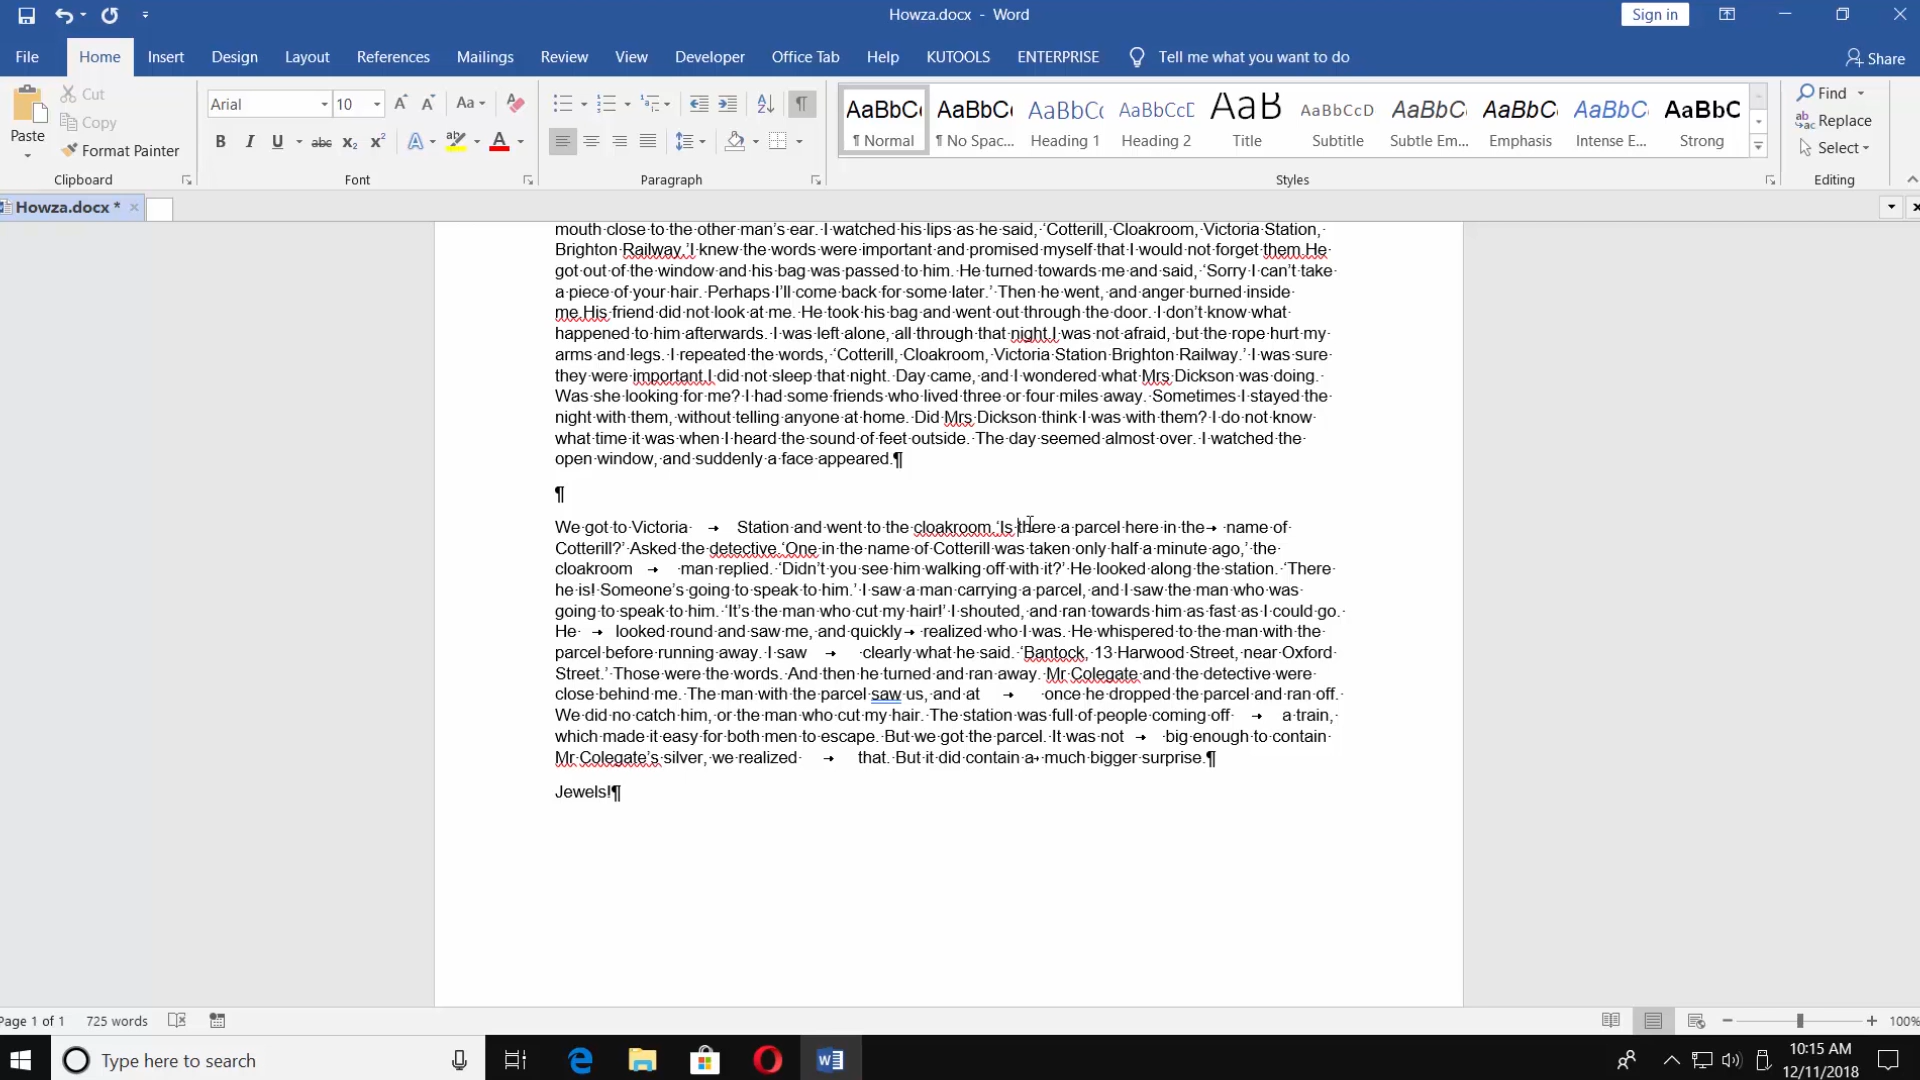 Howza.docx - Word
Sign in
File Home Insert Design Layout References Mailings Review View Developer Office Tab Help KUTOOLS ENTERPRISE Tell me what you want to do Share
Paste
Cut
Copy
Format Painter
Clipboard
Arial 10
Font
Paragraph
AaBbCc AaBbCc AaBbCc AaBbCcD AaB AaBbCcD AaBbCc AaBbCc AaBbCc AaBbC
¶ Normal ¶ No Spac... Heading 1 Heading 2 Title Subtitle Subtle Em... Emphasis Intense E... Strong
Styles
Find
Replace
Select
Editing
Howza.docx *
mouth close to the other man’s ear. I watched his lips as he said, ‘Cotterill, Cloakroom, Victoria Station,
Brighton Railway.’I knew the words were important and promised myself that I would not forget them.He
got out of the window and his bag was passed to him. He turned towards me and said, ‘Sorry I can’t take
a piece of your hair. Perhaps I’ll come back for some later.’ Then he went, and anger burned inside
me.His friend did not look at me. He took his bag and went out through the door. I don’t know what
happened to him afterwards. I was left alone, all through that night.I was not afraid, but the rope hurt my
arms and legs. I repeated the words, ‘Cotterill, Cloakroom, Victoria Station Brighton Railway.’ I was sure
they were important.I did not sleep that night. Day came, and I wondered what Mrs Dickson was doing.
Was she looking for me? I had some friends who lived three or four miles away. Sometimes I stayed the
night with them, without telling anyone at home. Did Mrs Dickson think I was with them? I do not know
what time it was when I heard the sound of feet outside. The day seemed almost over. I watched the
open window, and suddenly a face appeared.¶
¶
We got to Victoria → Station and went to the cloakroom.‘Is there a parcel here in the→ name of
Cotterill?’ Asked the detective.‘One in the name of Cotterill was taken only half a minute ago,’ the
cloakroom → man replied. ‘Didn’t you see him walking off with it?’ He looked along the station. ‘There
he is! Someone’s going to speak to him.’ I saw a man carrying a parcel, and I saw the man who was
going to speak to him. ‘It’s the man who cut my hair!’ I shouted, and ran towards him as fast as I could go.
He → looked round and saw me, and quickly→ realized who I was. He whispered to the man with the
parcel before running away. I saw → clearly what he said. ‘Bantock, 13 Harwood Street, near Oxford
Street.’ Those were the words. And then he turned and ran away. Mr Colegate and the detective were
close behind me. The man with the parcel saw us, and at → once he dropped the parcel and ran off.
We did no catch him, or the man who cut my hair. The station was full of people coming off → a train,
which made it easy for both men to escape. But we got the parcel. It was not → big enough to contain
Mr Colegate’s silver, we realized → that. But it did contain a→ much bigger surprise.¶
Jewels!¶
Page 1 of 1 725 words 100%
Type here to search
10:15 AM
12/11/2018